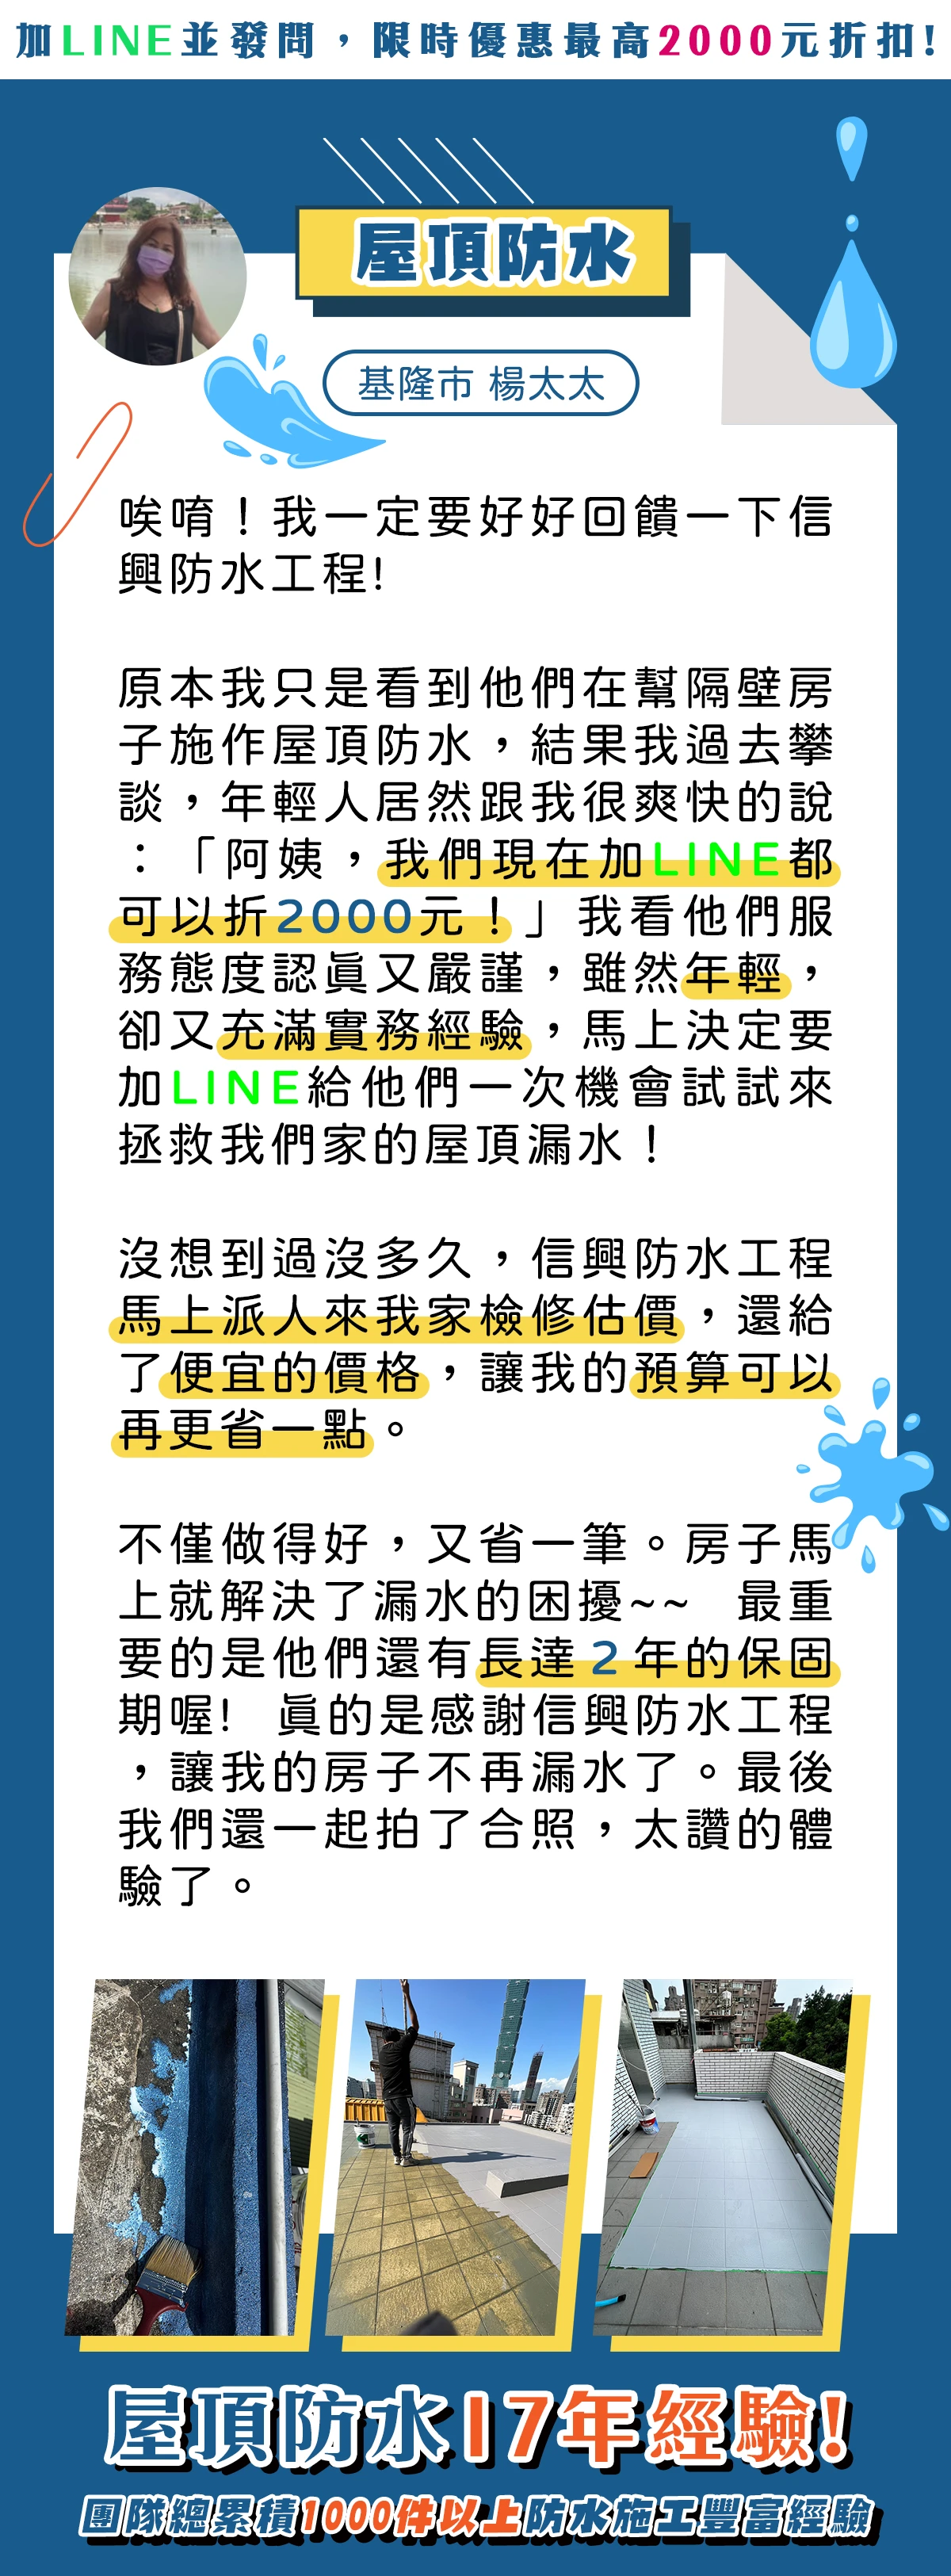 加LINE並發問，限時優惠最高2000元折扣!
屋頂防水
基隆市 楊太太
唉唷！我一定要好好回饋一下信
興防水工程!
原本我只是看到他們在幫隔壁房
子施作屋頂防水，結果我過去攀
談，年輕人居然跟我很爽快的說
：「阿姨，我們現在加LINE都
可以折2000元！」我看他們服
務態度認真又嚴謹，雖然年輕，
卻又充滿實務經驗，馬上決定要
加LINE給他們一次機會試試來
拯救我們家的屋頂漏水！
沒想到過沒多久，信興防水工程
馬上派人來我家檢修估價，還給
了便宜的價格，讓我的預算可以
再更省一點。
不僅做得好，又省一筆。房子馬
上就解決了漏水的困擾~~　最重
要的是他們還有長達2年的保固
期喔!　真的是感謝信興防水工程
，讓我的房子不再漏水了。最後
我們還一起拍了合照，太讚的體
驗了。
屋頂防水17年經驗!
團隊總累積1000件以上防水施工豐富經驗